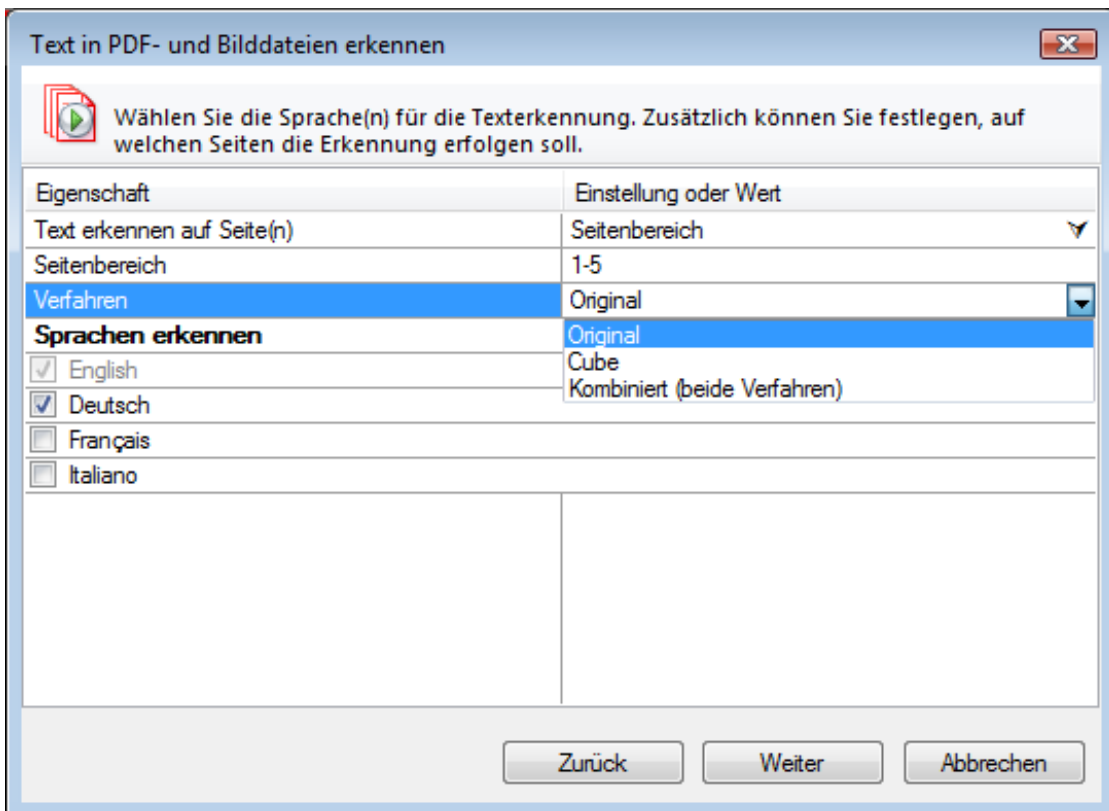 Text in PDF- und Bilddateien erkennen
Wählen Sie die Sprache(n) für die Texterkennung. Zusätzlich können Sie festlegen, auf
welchen Seiten die Erkennung erfolgen soll.
Eigenschaft Einstellung oder Wert
Text erkennen auf Seite(n) Seitenbereich
Seitenbereich 1-5
Verfahren Original
Sprachen erkennen Original
English Cube
Kombiniert (beide Verfahren)
Deutsch
Français
Italiano
Zurück Weiter Abbrechen